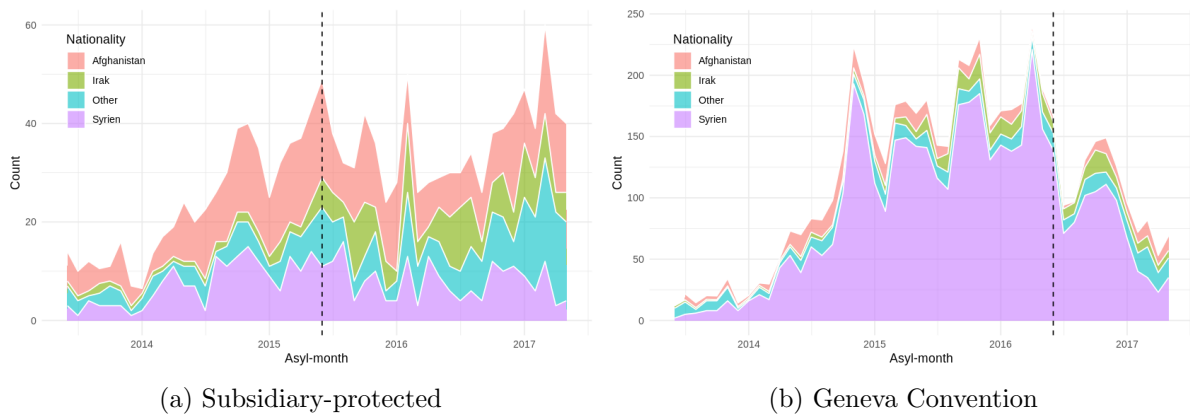 60
40
20
0
Count
Nationality
Afghanistan
Irak
Other
Syrien
2014
2015
2016
2017
Asyl-month
(a) Subsidiary-protected
250
200
150
100
50
0
Count
Nationality
Afghanistan
Irak
Other
Syrien
2014
2015
2016
2017
Asyl-month
(b) Geneva Convention